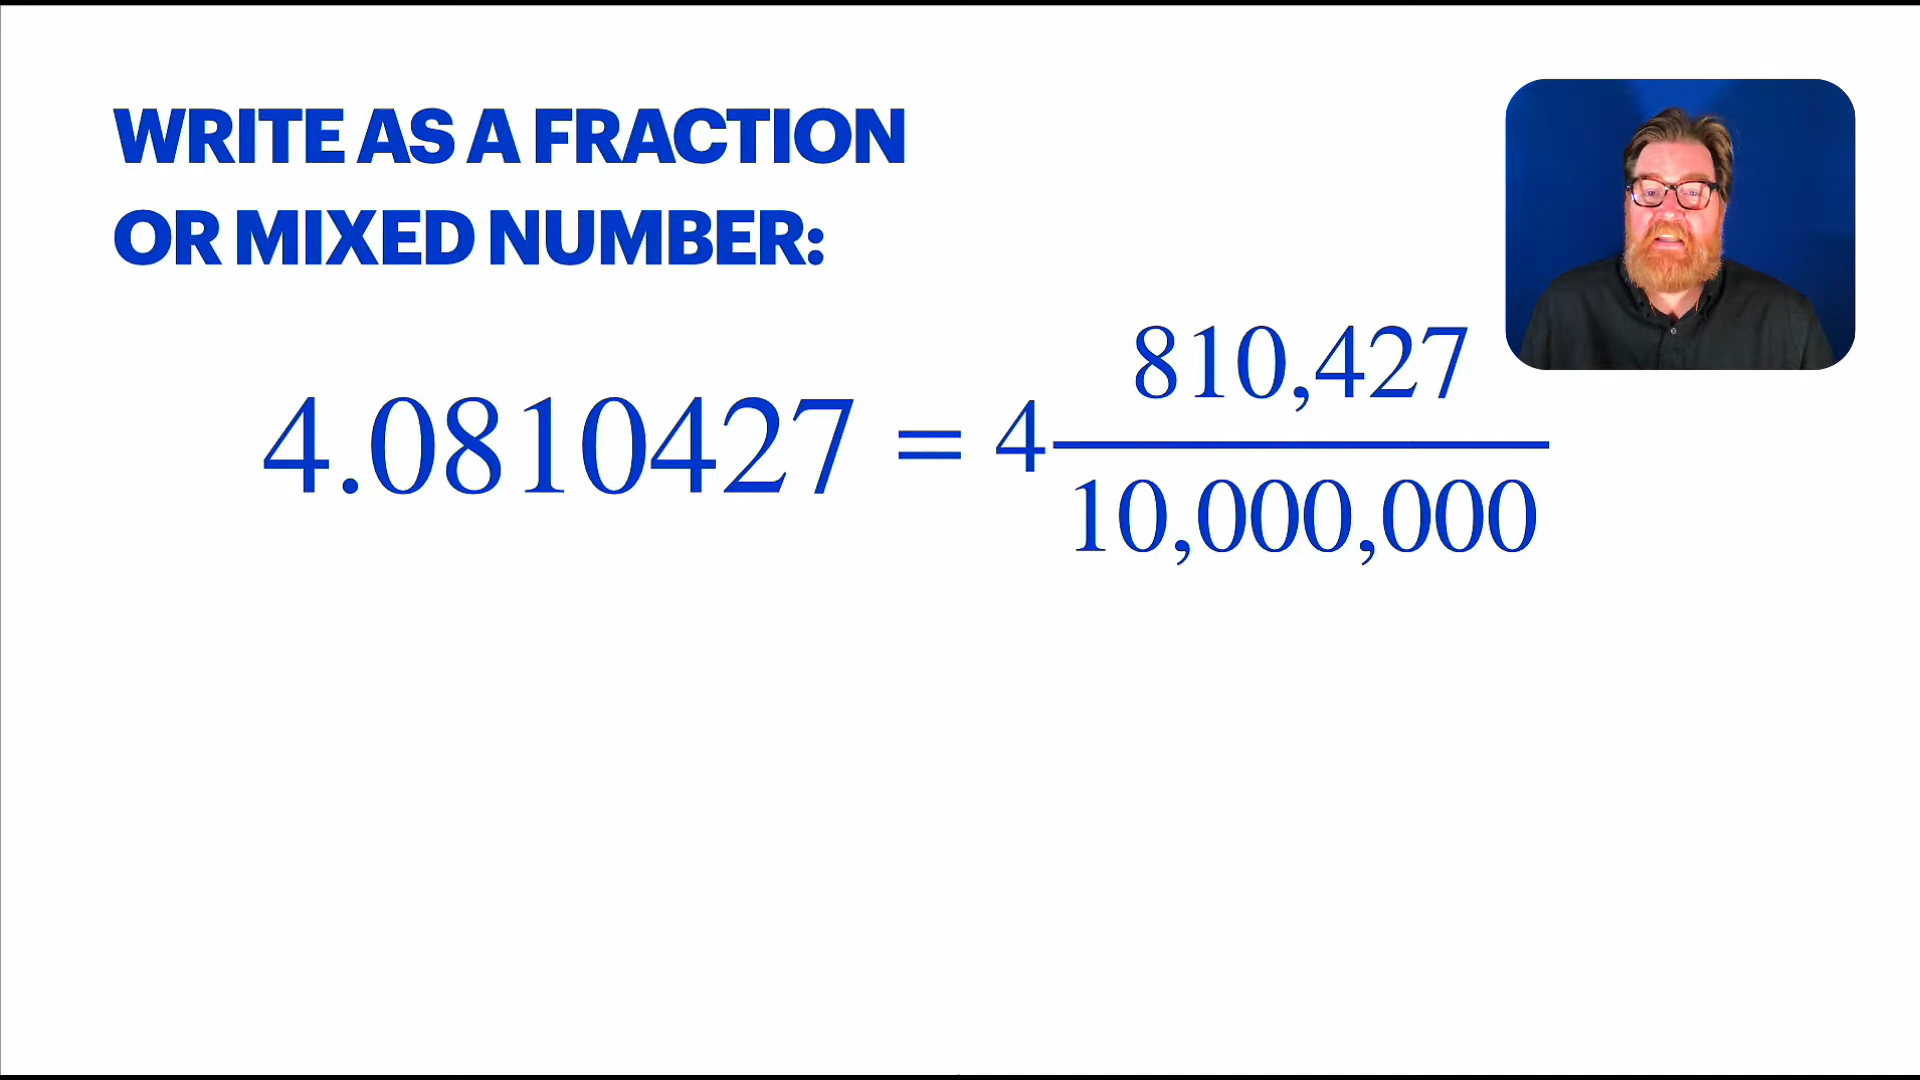 WRITE AS A FRACTION
OR MIXED NUMBER:
4.0810427 = 4 810,427
10,000,000